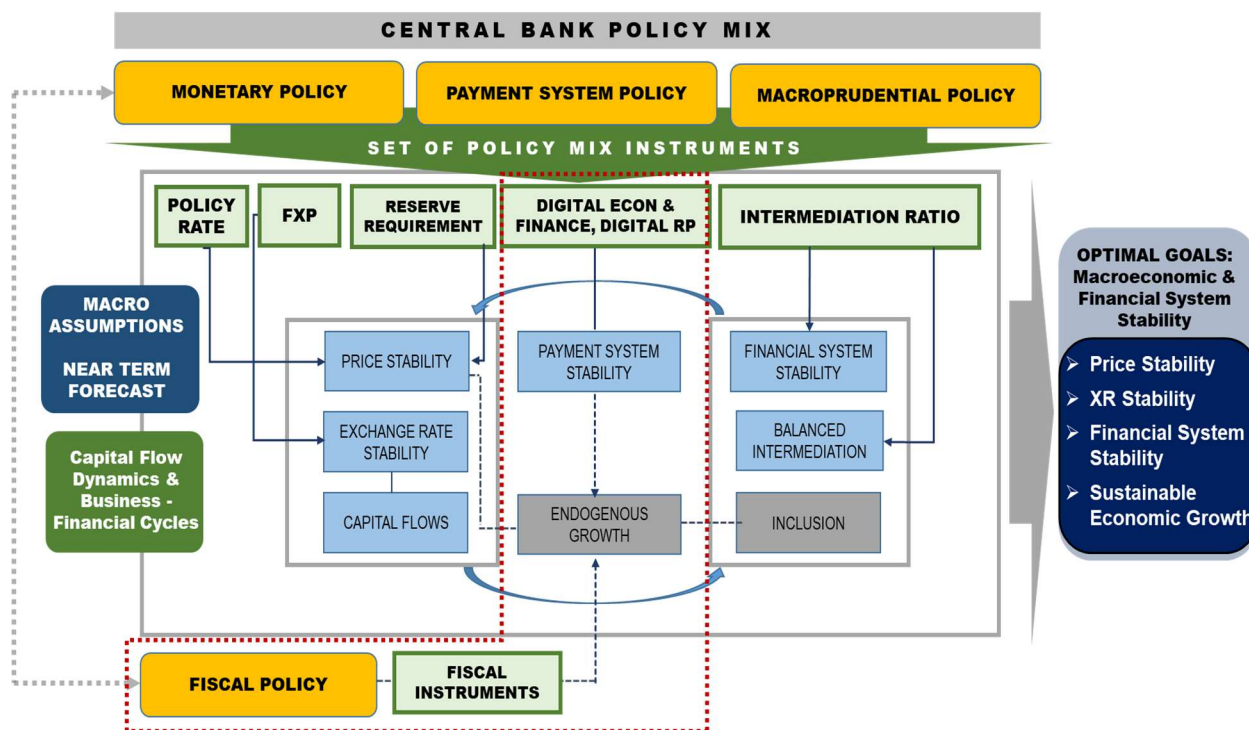 CENTRAL BANK POLICY MIX
MONETARY POLICY
PAYMENT SYSTEM POLICY
MACROPRUDENTIAL POLICY
SET OF POLICY MIX INSTRUMENTS
POLICY
RATE
FXP
RESERVE
REQUIREMENT
DIGITAL ECON &
FINANCE, DIGITAL RP
INTERMEDIATION RATIO
MACRO
ASSUMPTIONS
NEAR TERM
FORECAST
Capital Flow
Dynamics &
Business -
Financial Cycles
PRICE STABILITY
EXCHANGE RATE
STABILITY
CAPITAL FLOWS
PAYMENT SYSTEM
STABILITY
ENDOGENOUS
GROWTH
FINANCIAL SYSTEM
STABILITY
BALANCED
INTERMEDIATION
INCLUSION
OPTIMAL GOALS:
Macroeconomic &
Financial System
Stability
➢ Price Stability
➢ XR Stability
➢ Financial System
Stability
➢ Sustainable
Economic Growth
FISCAL POLICY
FISCAL
INSTRUMENTS